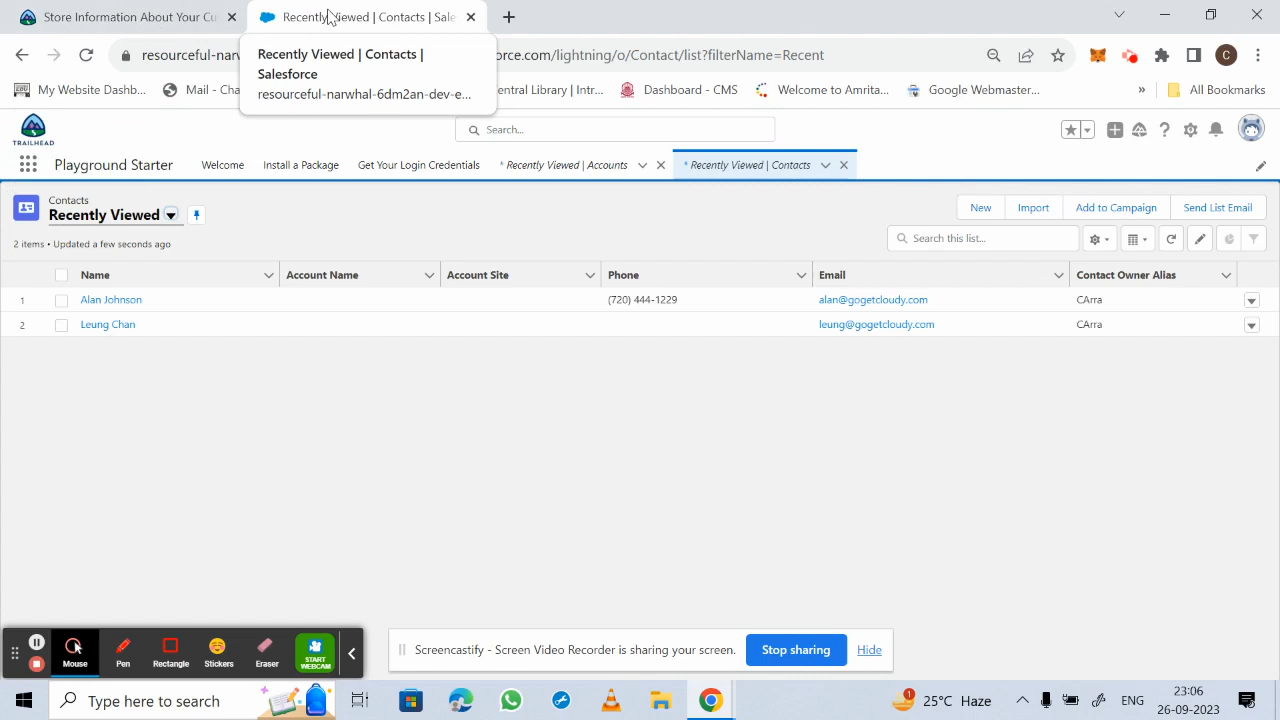 Store Information About Your Cu
Recently Viewed | Contacts | Sale
resourceful-narw
orce.com/lightning/o/Contact/list?filterName=Recent
C
Recently Viewed | Contacts |
Salesforce
resourceful-narwhal-6dm2an-dev-e...
My Website Dashb...
Mail - Cha
entral Library | Intr...
Dashboard - CMS
Welcome to Amrita...
Google Webmaster...
»
All Bookmarks
TRAILHEAD
Search...
Playground Starter
Welcome
Install a Package
Get Your Login Credentials
* Recently Viewed | Accounts
* Recently Viewed | Contacts
Contacts
Recently Viewed
New
Import
Add to Campaign
Send List Email
2 items • Updated a few seconds ago
Search this list...
Name
Account Name
Account Site
Phone
Email
Contact Owner Alias
1 Alan Johnson (720) 444-1229 alan@gogetcloudy.com CArra
2 Leung Chan leung@gogetcloudy.com CArra
Mouse
Pen
Rectangle
Stickers
Eraser
START
WEBCAM
Screencastify - Screen Video Recorder is sharing your screen.
Stop sharing
Hide
Type here to search
1
25°C Haze
ENG
23:06
26-09-2023